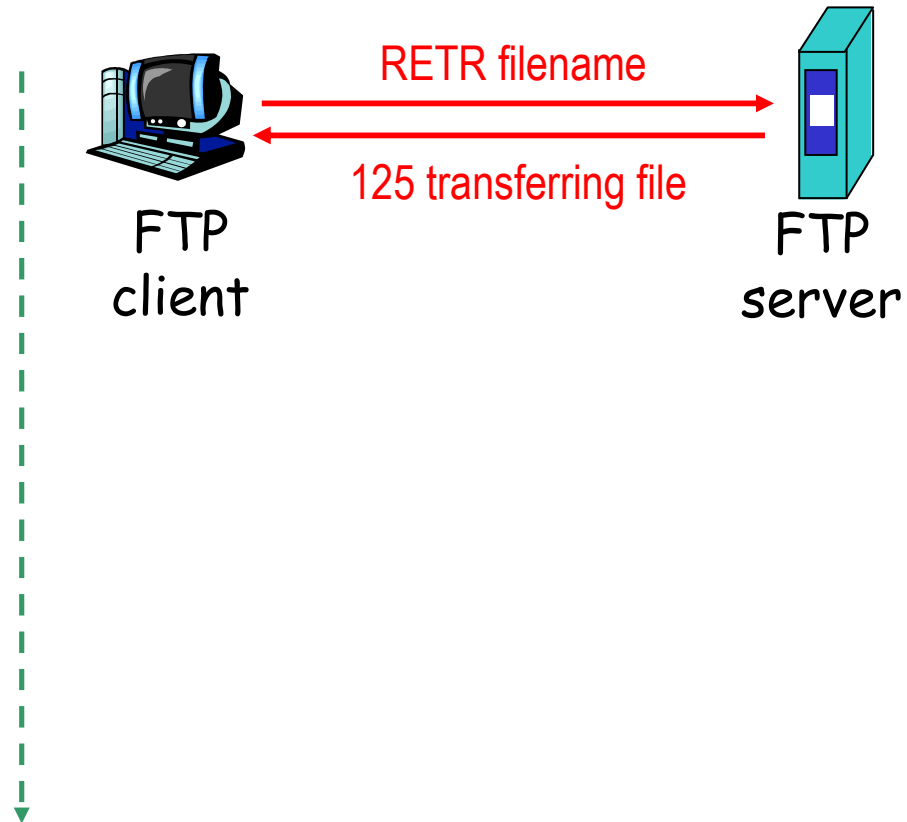 RETR filename
125 transferring file
FTP
client
FTP
server